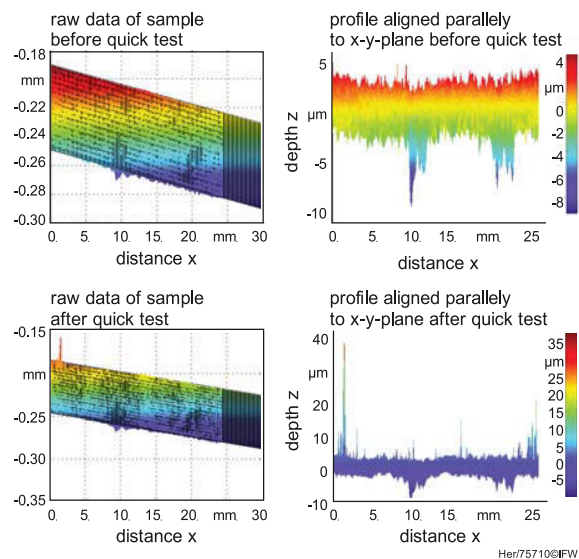 raw data of sample
before quick test
-0.18
mm
-0.22
-0.24
-0.26
-0.28
-0.30
0. 5. 10. 15. 20. mm. 30
distance x
profile aligned parallely
to x-y-plane before quick test
5
µm
-5
-10
depth z
0. 5. 10. 15. mm. 25
distance x
4
µm
0
-2
-4
-6
-8
raw data of sample
after quick test
-0.15
mm
-0.25
-0.30
-0.35
0. 5. 10. 15. 20. mm. 30
distance x
profile aligned parallely
to x-y-plane after quick test
40
µm
20
10
0
-10
depth z
0. 5. 10. 15. mm. 25
distance x
35
µm
25
20
15
10
5
0
-5
Her/75710©IFW